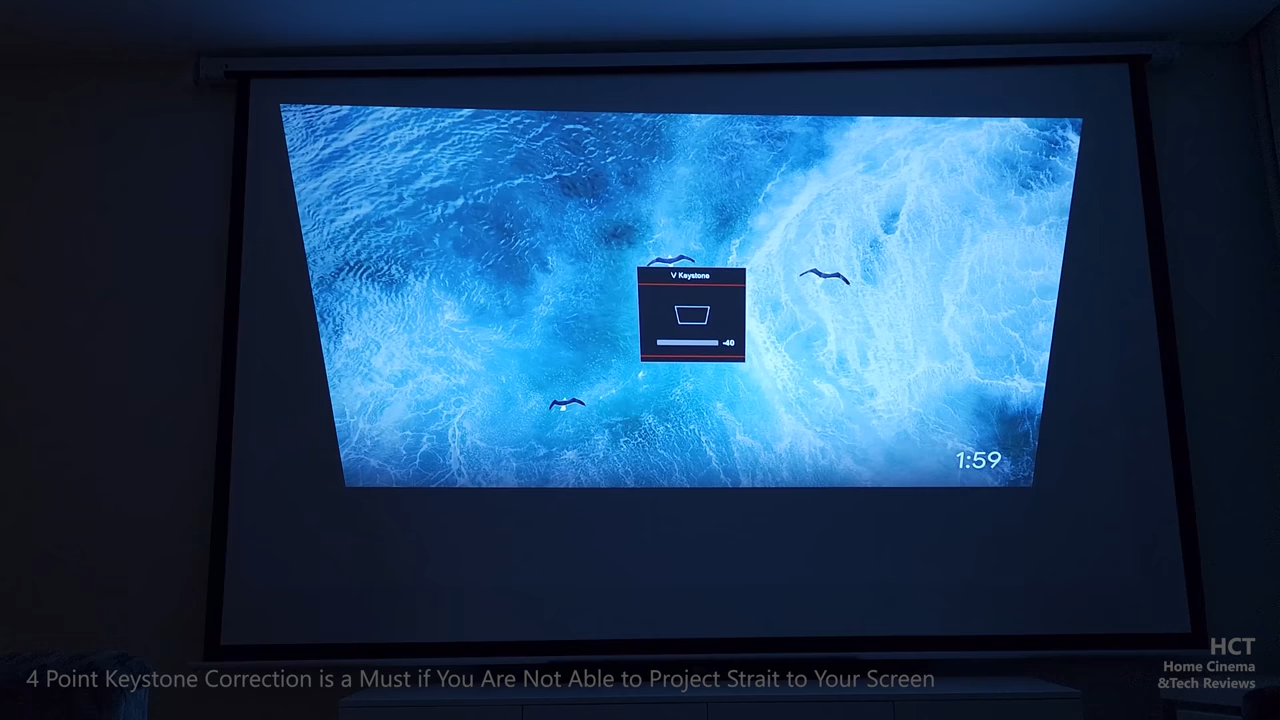 V Keystone
-40
1:59
4 Point Keystone Correction is a Must if You Are Not Able to Project Strait to Your Screen
HCT
Home Cinema
&Tech Reviews